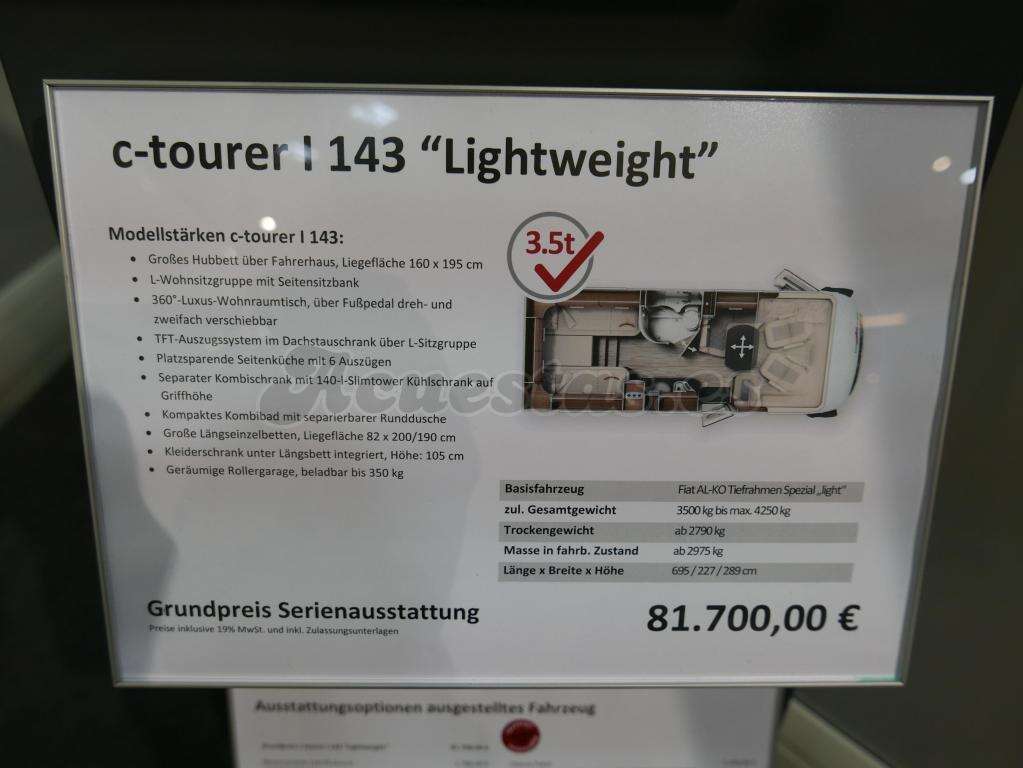 c-tourer I 143 “Lightweight”
Modellstärken c-tourer I 143:
• Großes Hubbett über Fahrerhaus, Liegefläche 160 x 195 cm
• L-Wohnsitzgruppe mit Seitensitzbank
• 360°-Luxus-Wohnraumtisch, über Fußpedal dreh- und
zweifach verschiebbar
• TFT-Auszugssystem im Dachstauschrank über L-Sitzgruppe
• Platzsparende Seitenküche mit 6 Auszügen
• Separater Kombischrank mit 140-l-Slimtower Kühlschrank auf
Griffhöhe
• Kompaktes Kombibad mit separierbarer Runddusche
• Große Längseinzelbetten, Liegefläche 82 x 200/190 cm
• Kleiderschrank unter Längsbett integriert, Höhe: 105 cm
• Geräumige Rollergarage, beladbar bis 350 kg
3.5t
Basisfahrzeug Fiat AL-KO Tiefrahmen Spezial „light“
zul. Gesamtgewicht 3500 kg bis max. 4250 kg
Trockengewicht ab 2790 kg
Masse in fahrb. Zustand ab 2975 kg
Länge x Breite x Höhe 695 / 227 / 289 cm
Grundpreis Serienausstattung 81.700,00 €
Preise inklusive 19% MwSt. und inkl. Zulassungsunterlagen
Ausstattungsoptionen ausgestelltes Fahrzeug